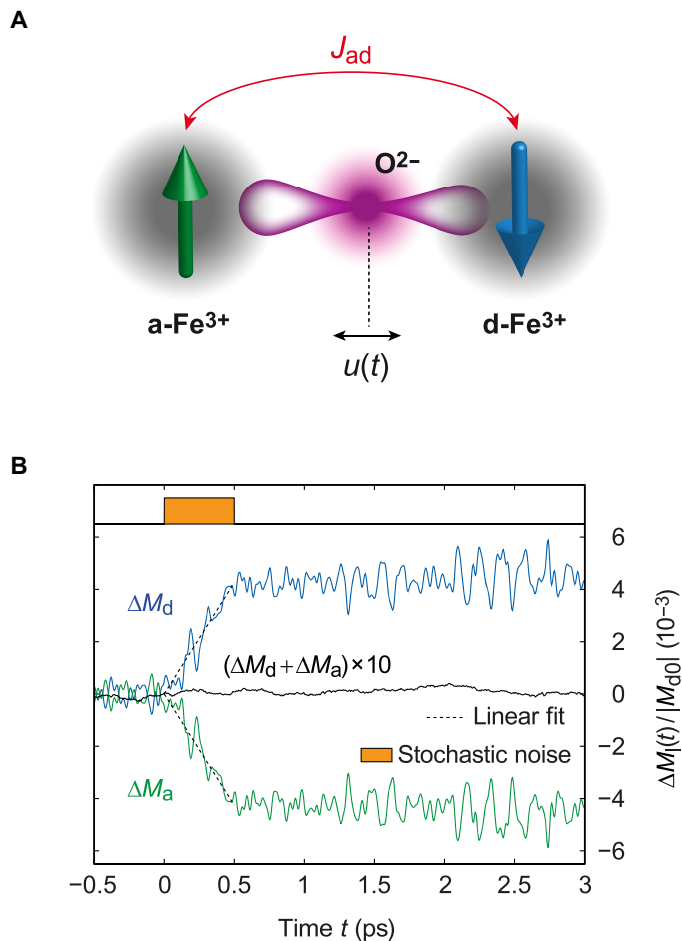 A
J_ad
O²⁻
a-Fe³⁺
d-Fe³⁺
u(t)
B
6
ΔM_d
4
2
(ΔM_d + ΔM_a) × 10
0
Linear fit
−2
Stochastic noise
ΔM_a
−4
−6
ΔM_l(t) / |M_d0| (10⁻³)
−0.5 0 0.5 1 1.5 2 2.5 3
Time t (ps)